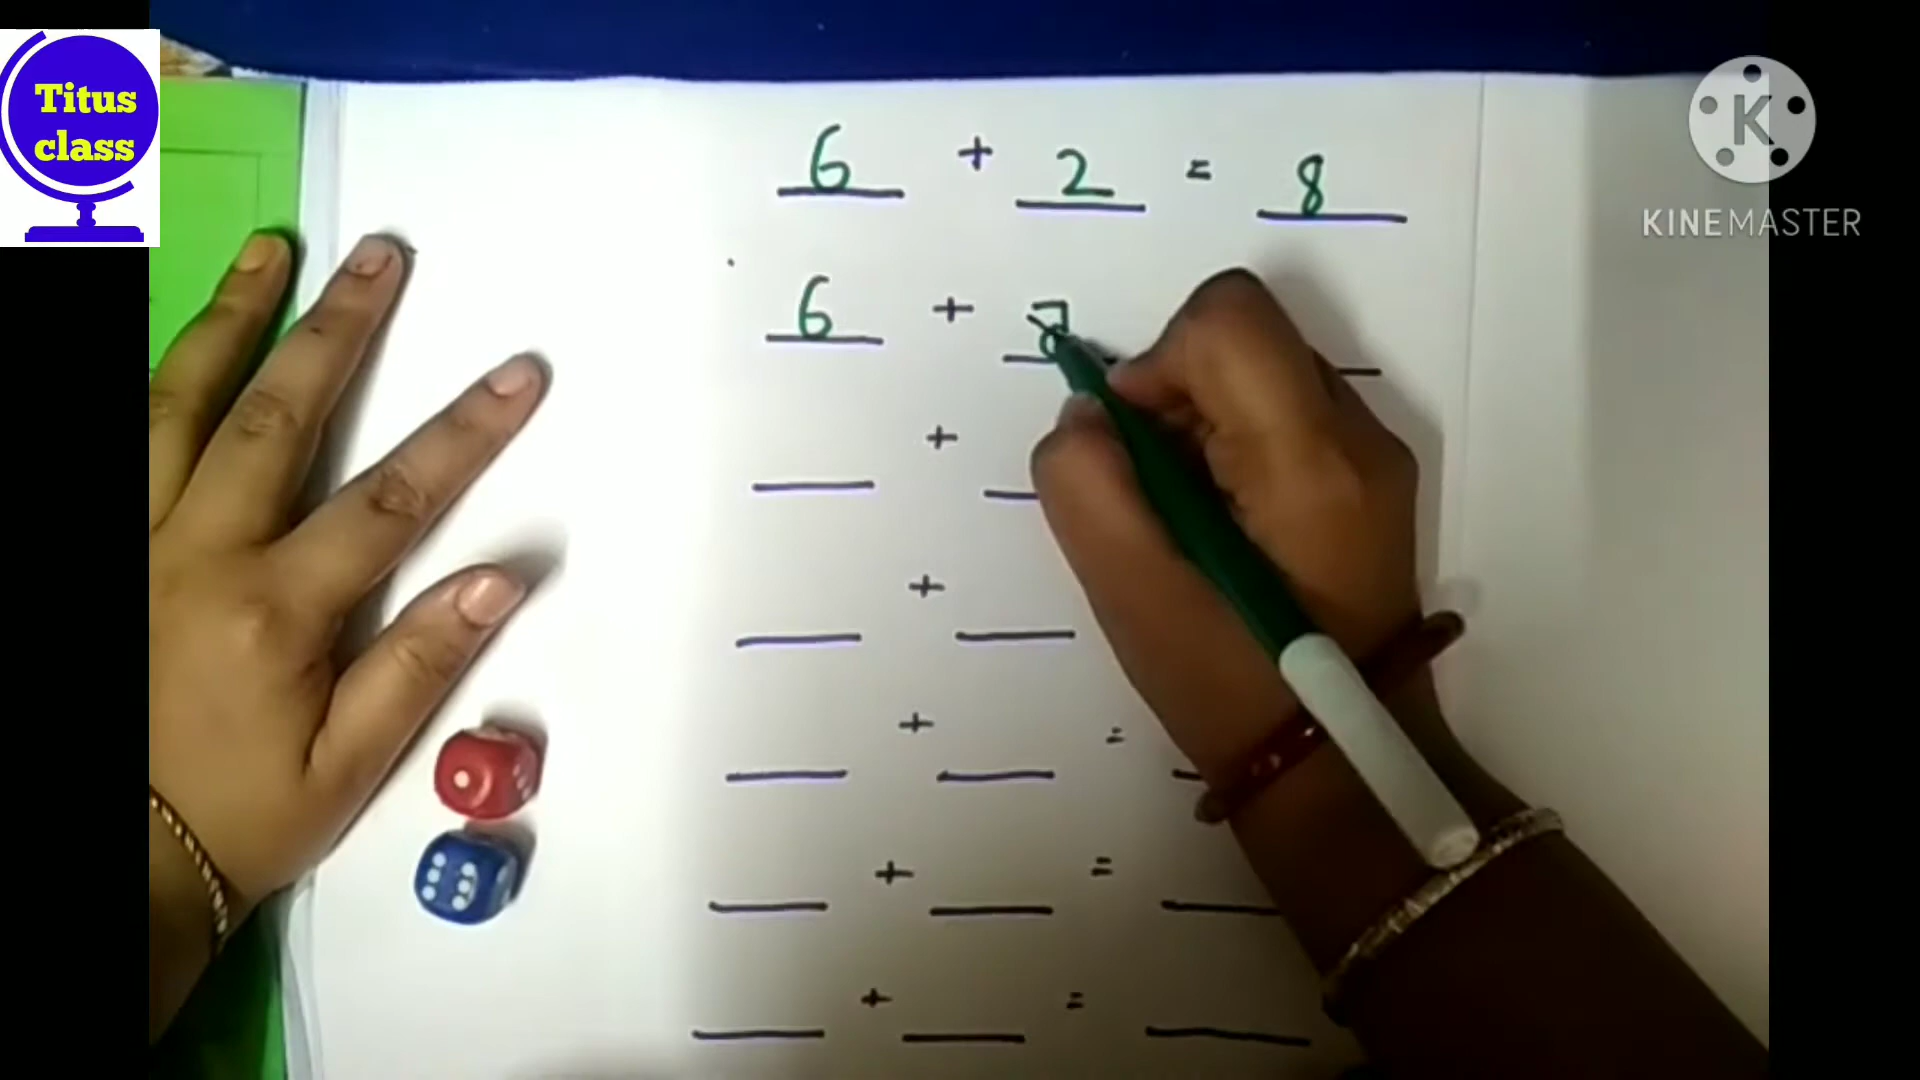 Titus
class
K
KINEMASTER
6 + 2 = 8
6 +
+
+
+ =
+ =
+ =